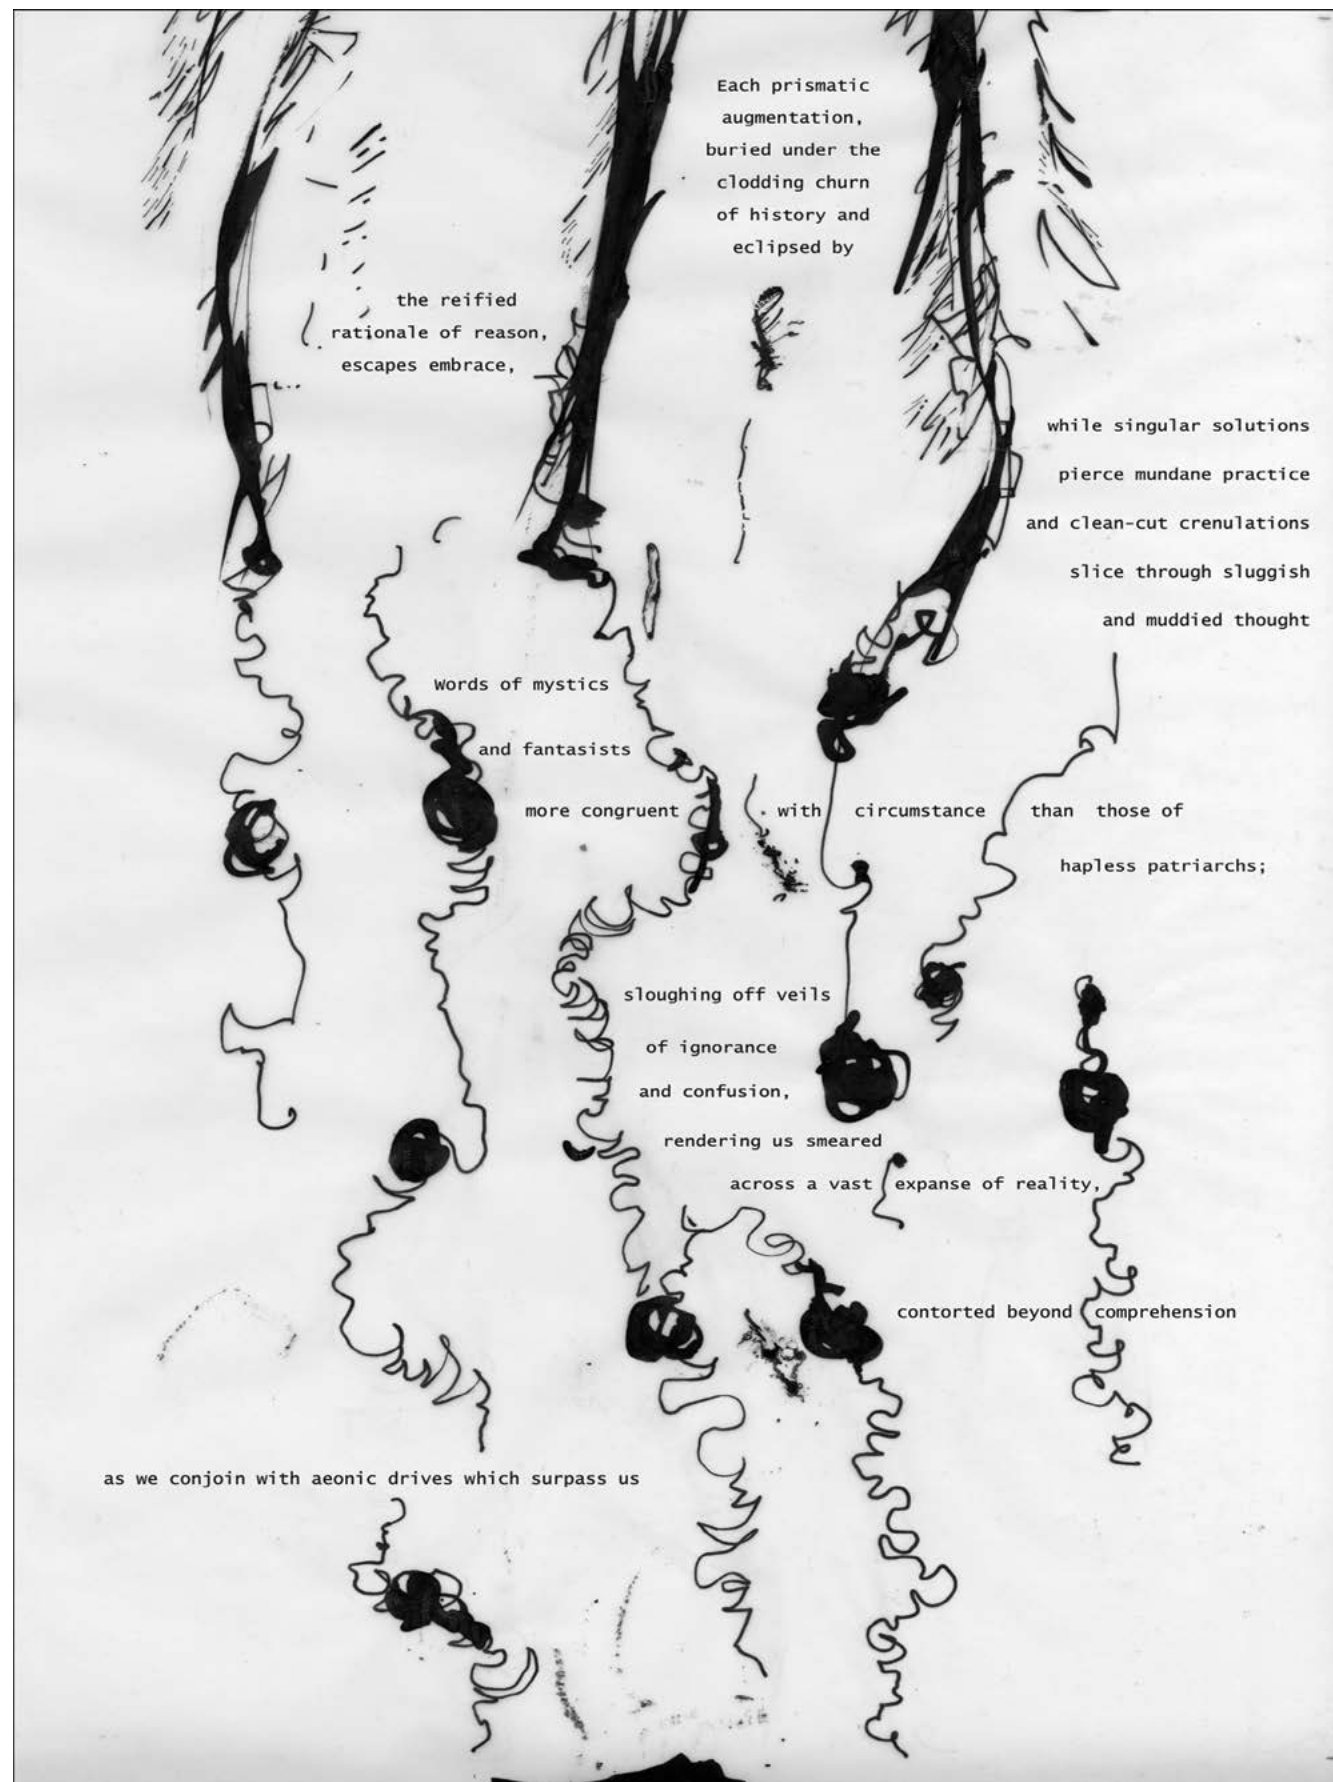 Each prismatic
augmentation,
buried under the
clodding churn
of history and
eclipsed by
the reified
rationale of reason,
escapes embrace,
while singular solutions
pierce mundane practice
and clean-cut crenulations
slice through sluggish
and muddied thought
Words of mystics
and fantasists
more congruent with circumstance than those of
hapless patriarchs;
sloughing off veils
of ignorance
and confusion,
rendering us smeared
across a vast expanse of reality,
contorted beyond comprehension
as we conjoin with aeonic drives which surpass us